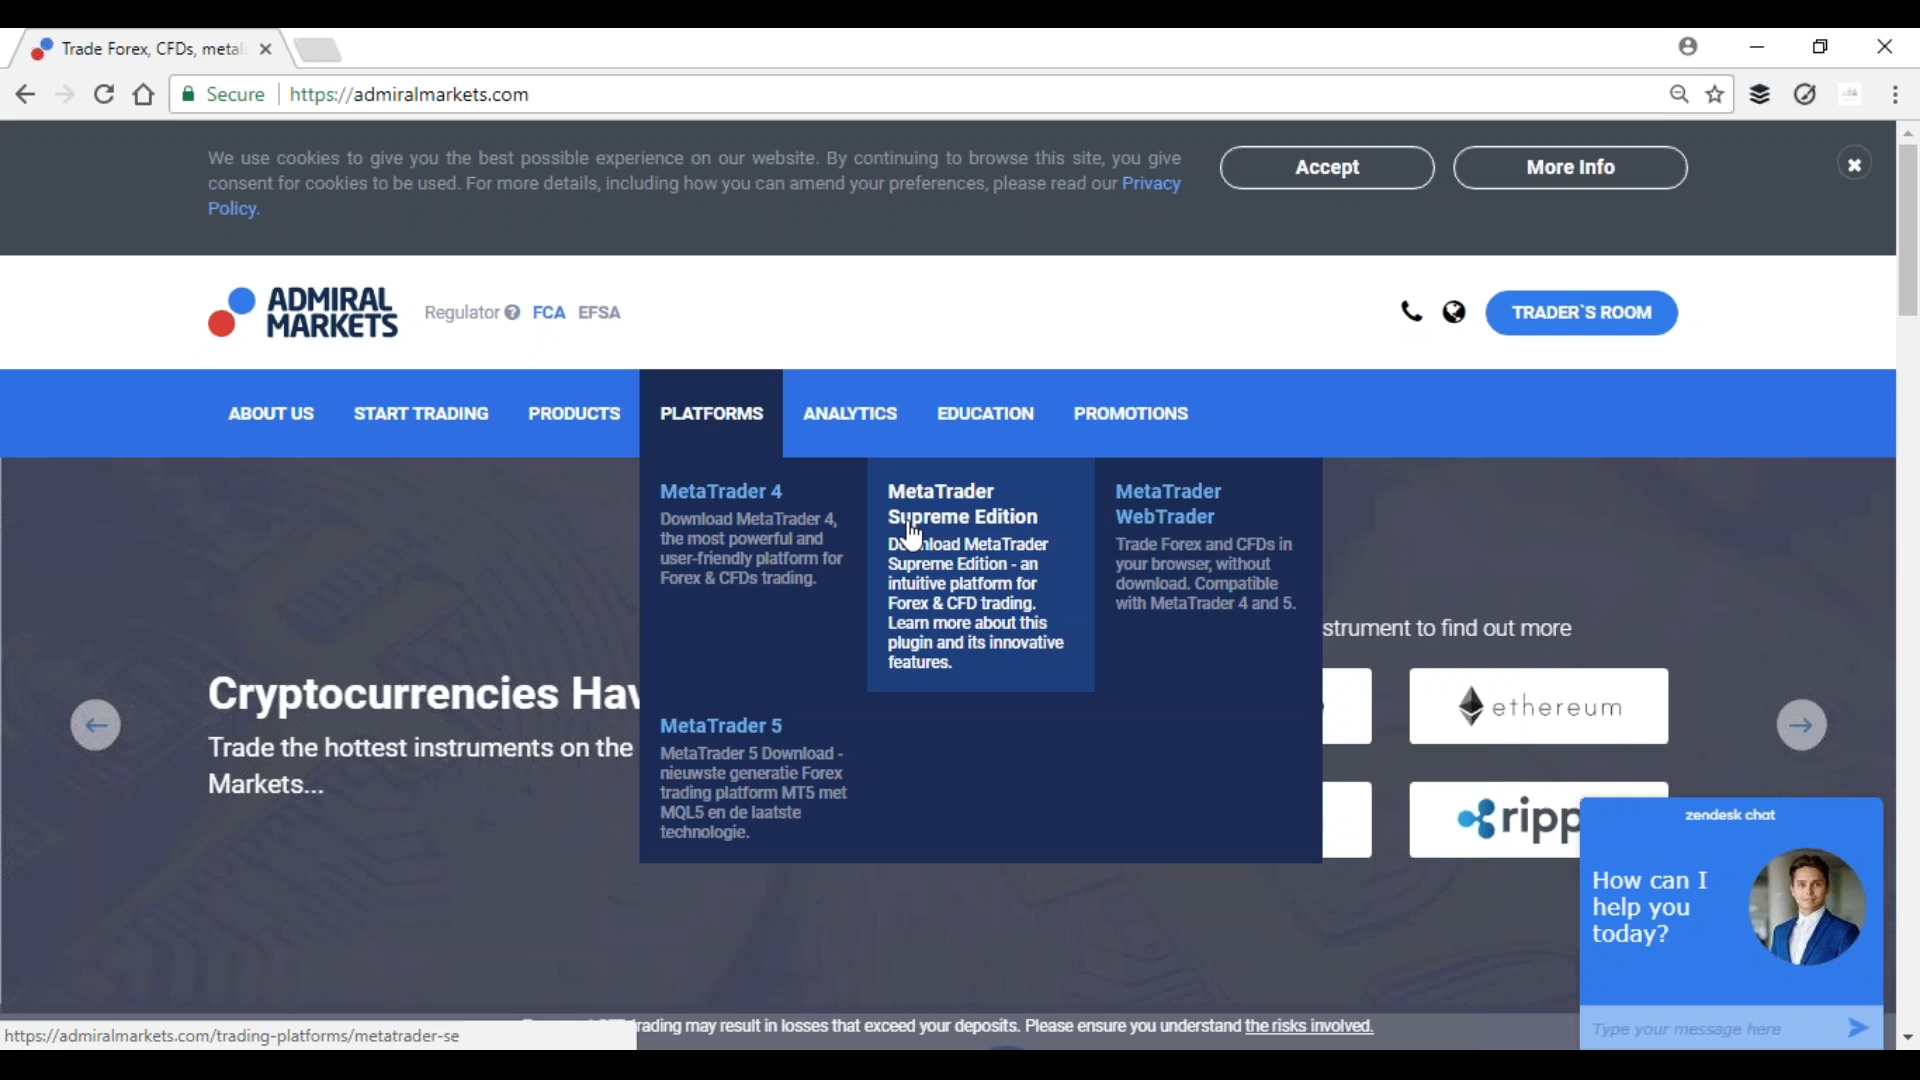 Trade Forex, CFDs, metals
Secure
https://admiralmarkets.com
We use cookies to give you the best possible experience on our website. By continuing to browse this site, you give
consent for cookies to be used. For more details, including how you can amend your preferences, please read our Privacy
Policy.
Accept
More Info
ADMIRAL
MARKETS
Regulator FCA EFSA
TRADER`S ROOM
ABOUT US
START TRADING
PRODUCTS
PLATFORMS
ANALYTICS
EDUCATION
PROMOTIONS
MetaTrader 4
Download MetaTrader 4,
the most powerful and
user-friendly platform for
Forex & CFDs trading.
MetaTrader
Supreme Edition
Download MetaTrader
Supreme Edition - an
intuitive platform for
Forex & CFD trading.
Learn more about this
plugin and its innovative
features.
MetaTrader
WebTrader
Trade Forex and CFDs in
your browser, without
download. Compatible
with MetaTrader 4 and 5.
MetaTrader 5
MetaTrader 5 Download -
nieuwste generatie Forex
trading platform MT5 met
MQL5 en de laatste
technologie.
strument to find out more
Cryptocurrencies Hav
Trade the hottest instruments on the
Markets...
ethereum
ripp
zendesk chat
How can I
help you
today?
Type your message here
rading may result in losses that exceed your deposits. Please ensure you understand the risks involved.
https://admiralmarkets.com/trading-platforms/metatrader-se